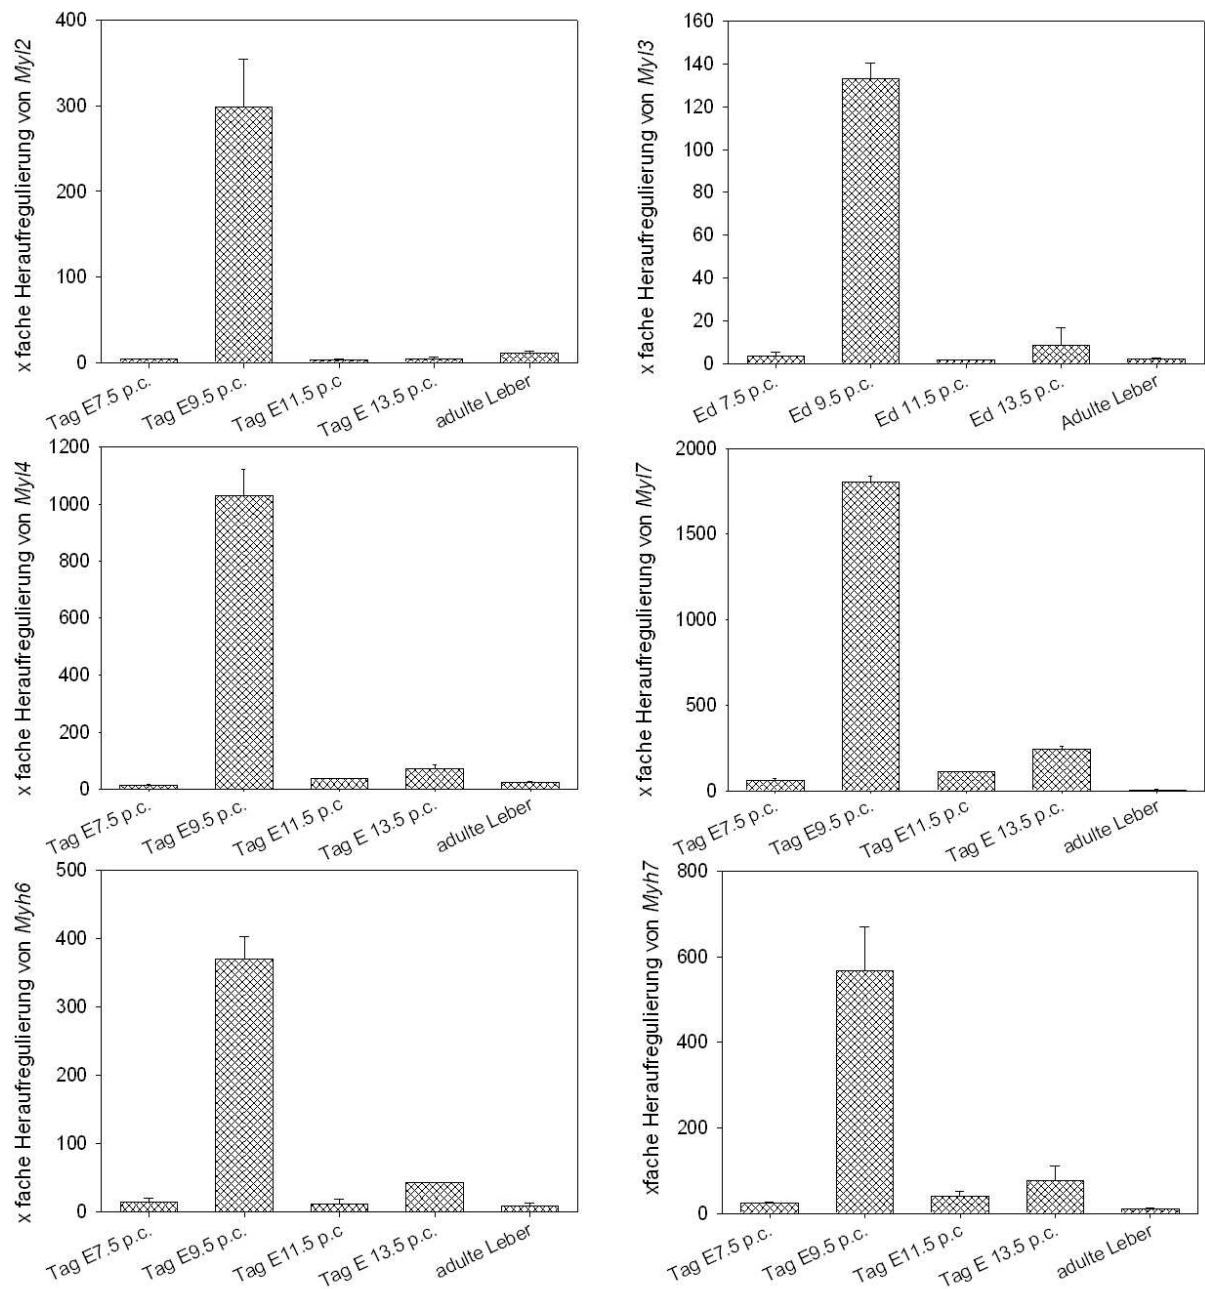 x fache Heraufregulierung von Myl2
400
300
200
100
0
Tag E7.5 p.c.
Tag E9.5 p.c.
Tag E11.5 p.c
Tag E 13.5 p.c.
adulte Leber
x fache Heraufregulierung von Myl3
160
140
120
100
80
60
40
20
0
Ed 7.5 p.c.
Ed 9.5 p.c.
Ed 11.5 p.c.
Ed 13.5 p.c.
Adulte Leber
x fache Heraufregulierung von Myl4
1200
1000
800
600
400
200
0
Tag E7.5 p.c.
Tag E9.5 p.c.
Tag E11.5 p.c
Tag E 13.5 p.c.
adulte Leber
x fache Heraufregulierung von Myl7
2000
1500
1000
500
0
Tag E7.5 p.c.
Tag E9.5 p.c.
Tag E11.5 p.c
Tag E 13.5 p.c.
adulte Leber
x fache Heraufregulierung von Myh6
500
400
300
200
100
0
Tag E7.5 p.c.
Tag E9.5 p.c.
Tag E11.5 p.c
Tag E 13.5 p.c.
adulte Leber
xfache Heraufregulierung von Myh7
800
600
400
200
0
Tag E7.5 p.c.
Tag E9.5 p.c.
Tag E11.5 p.c
Tag E 13.5 p.c.
adulte Leber